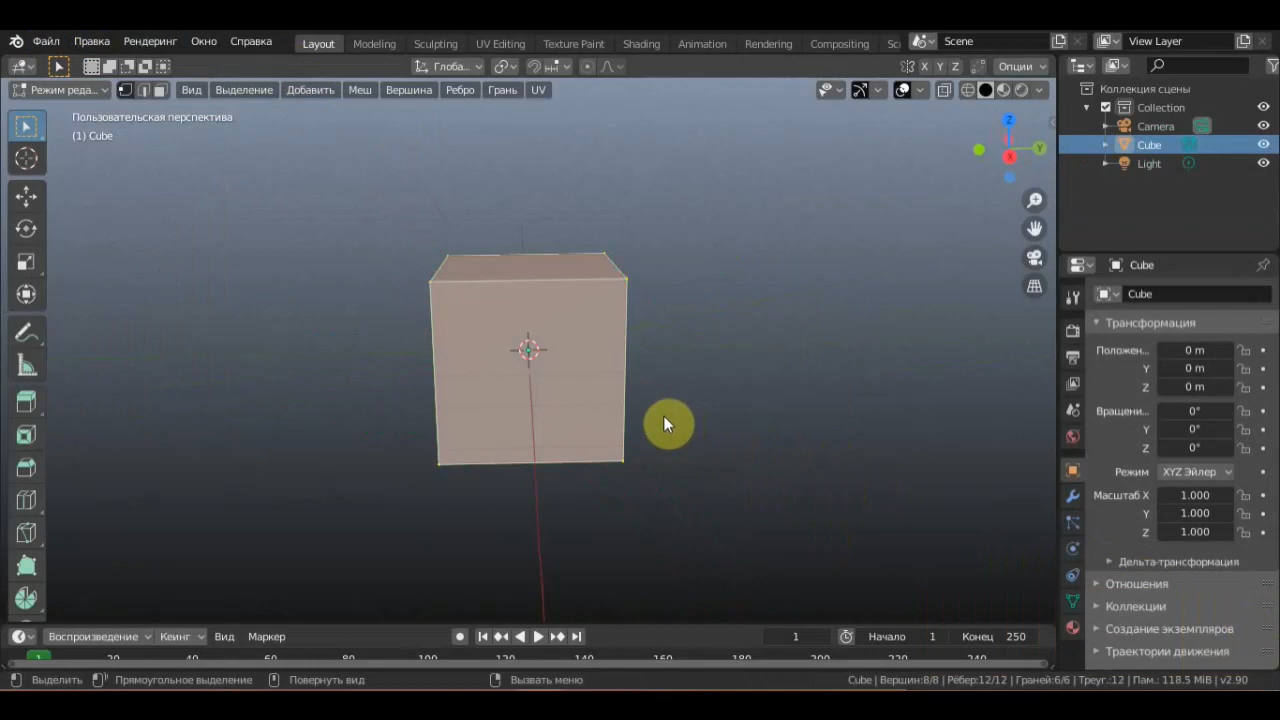 Файл Правка Рендеринг Окно Справка Layout Modeling Sculpting UV Editing Texture Paint Shading Animation Rendering Compositing Sc Scene View Layer
Глоба... X Y Z Опции
Режим реда... Вид Выделение Добавить Меш Вершина Ребро Грань UV
Пользовательская перспектива
(1) Cube
Z
Y
X
Коллекция сцены
Collection
Camera
Cube
Light
Cube
Cube
Трансформация
Положен... 0 m
Y 0 m
Z 0 m
Вращени... 0°
Y 0°
Z 0°
Режим XYZ Эйлер
Масштаб X 1.000
Y 1.000
Z 1.000
Дельта-трансформация
Отношения
Коллекции
Создание экземпляров
Траектории движения
Воспроизведение Кеинг Вид Маркер 1 Начало 1 Конец 250
1 20 40 60 80 100 120 140 160 180 200 220 240
Выделить Прямоугольное выделение Повернуть вид Вызвать меню Cube | Вершин:8/8 | Рёбер:12/12 | Граней:6/6 | Треуг.:12 | Пам.: 118.5 MiB | v2.90